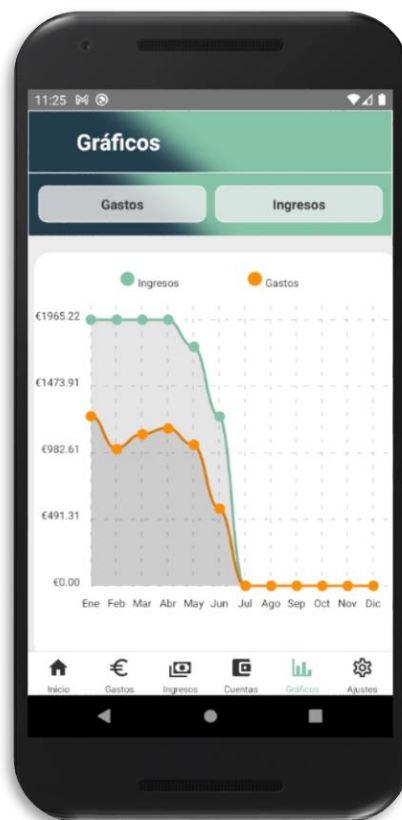 11:25
Gráficos
Gastos Ingresos
Ingresos Gastos
€1965.22
€1473.91
€982.61
€491.31
€0.00
Ene Feb Mar Abr May Jun Jul Ago Sep Oct Nov Dic
Inicio Gastos Ingresos Cuentas Gráficos Ajustes